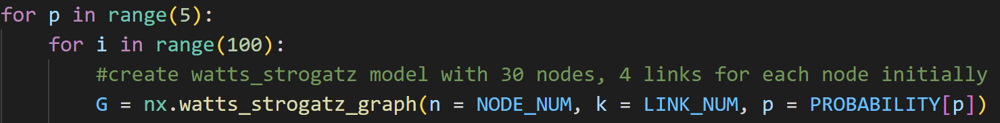 for p in range(5):
    for i in range(100):
        #create watts_strogatz model with 30 nodes, 4 links for each node initially
        G = nx.watts_strogatz_graph(n = NODE_NUM, k = LINK_NUM, p = PROBABILITY[p])